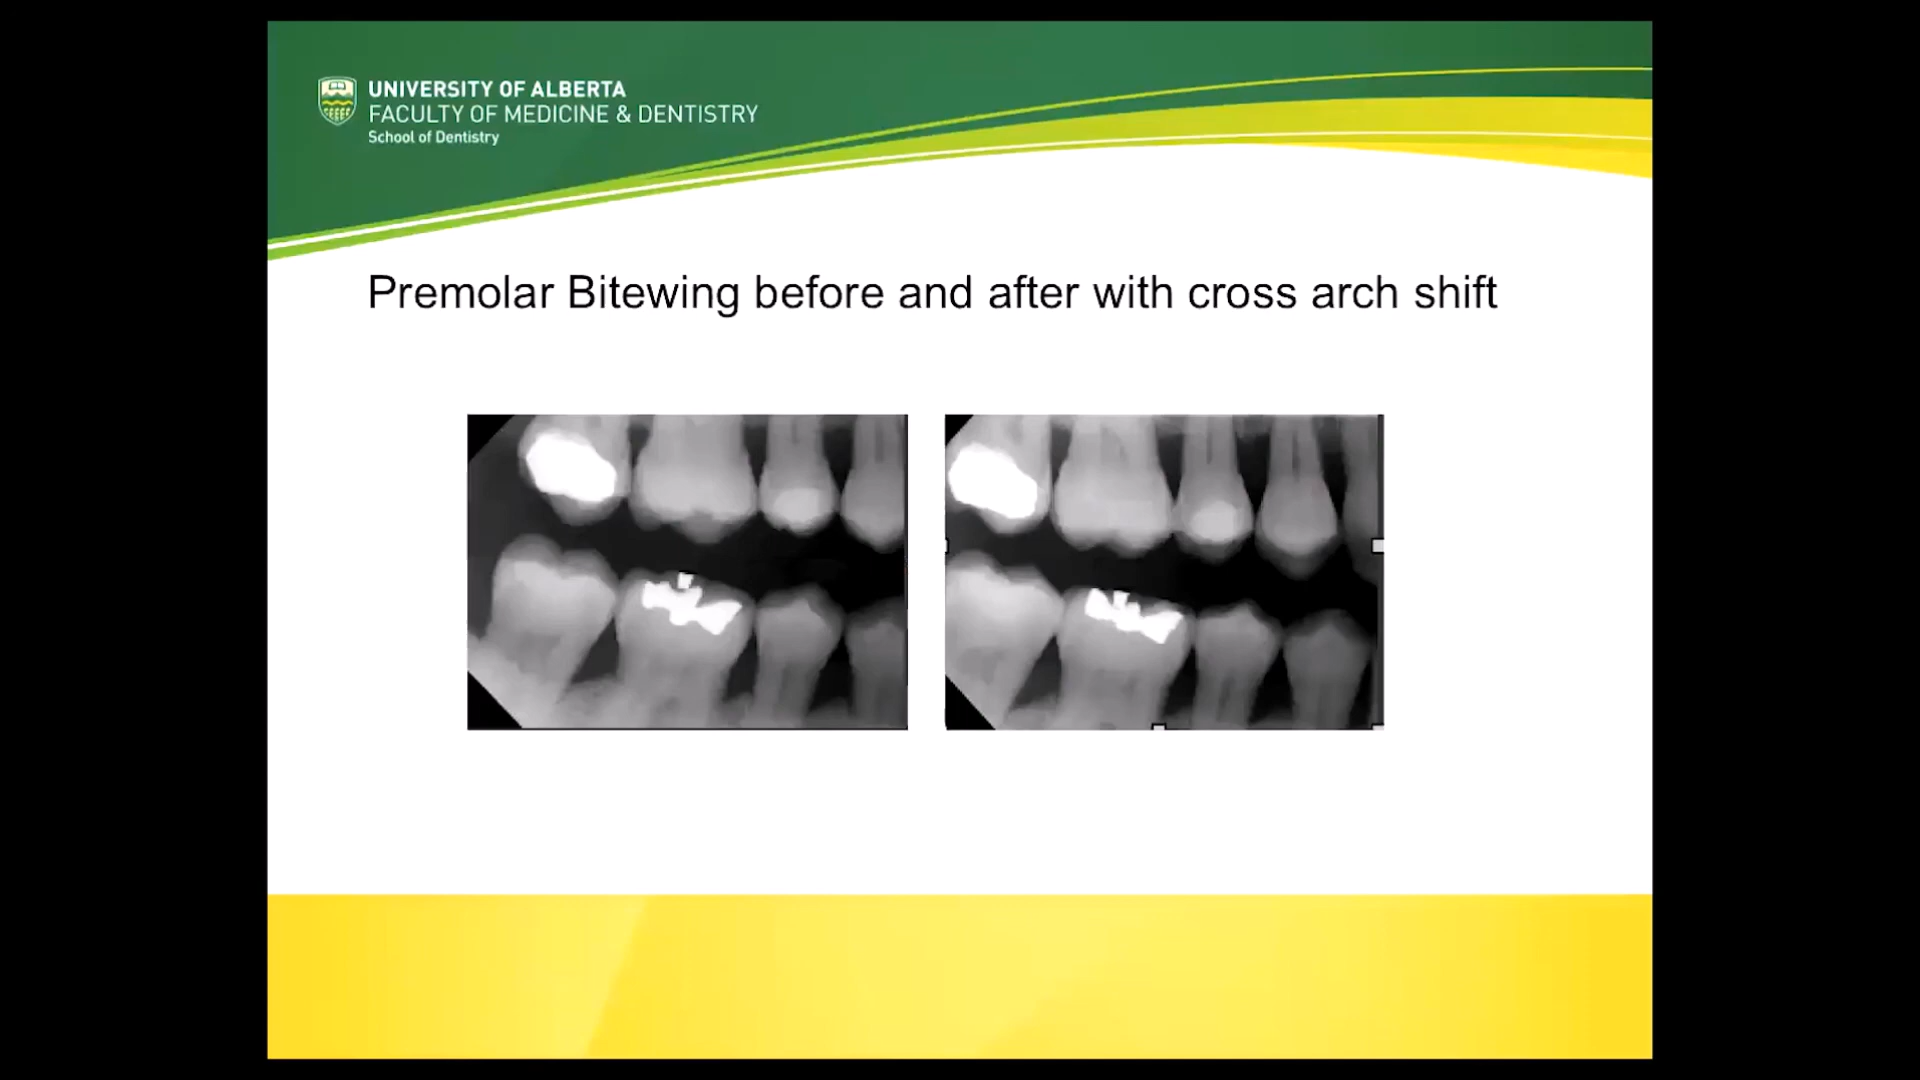 UNIVERSITY OF ALBERTA
FACULTY OF MEDICINE & DENTISTRY
School of Dentistry
Premolar Bitewing before and after with cross arch shift